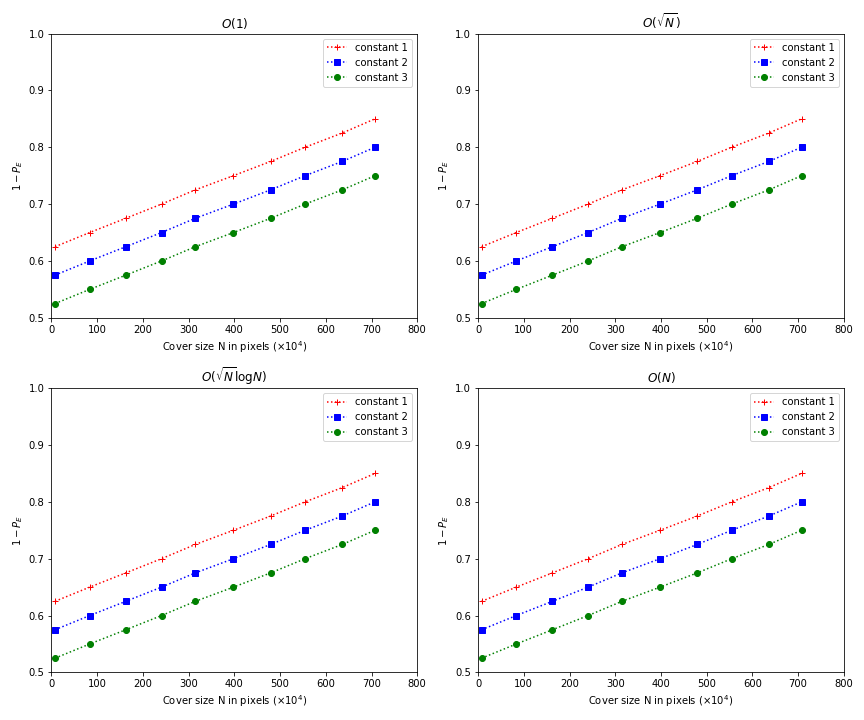 O(1)
1.0
0.9
0.8
0.7
0.6
0.5
1 − P_E
constant 1
constant 2
constant 3
0 100 200 300 400 500 600 700 800
Cover size N in pixels (×10⁴)
O(√N)
1.0
0.9
0.8
0.7
0.6
0.5
1 − P_E
constant 1
constant 2
constant 3
0 100 200 300 400 500 600 700 800
Cover size N in pixels (×10⁴)
O(√N logN)
1.0
0.9
0.8
0.7
0.6
0.5
1 − P_E
constant 1
constant 2
constant 3
0 100 200 300 400 500 600 700 800
Cover size N in pixels (×10⁴)
O(N)
1.0
0.9
0.8
0.7
0.6
0.5
1 − P_E
constant 1
constant 2
constant 3
0 100 200 300 400 500 600 700 800
Cover size N in pixels (×10⁴)